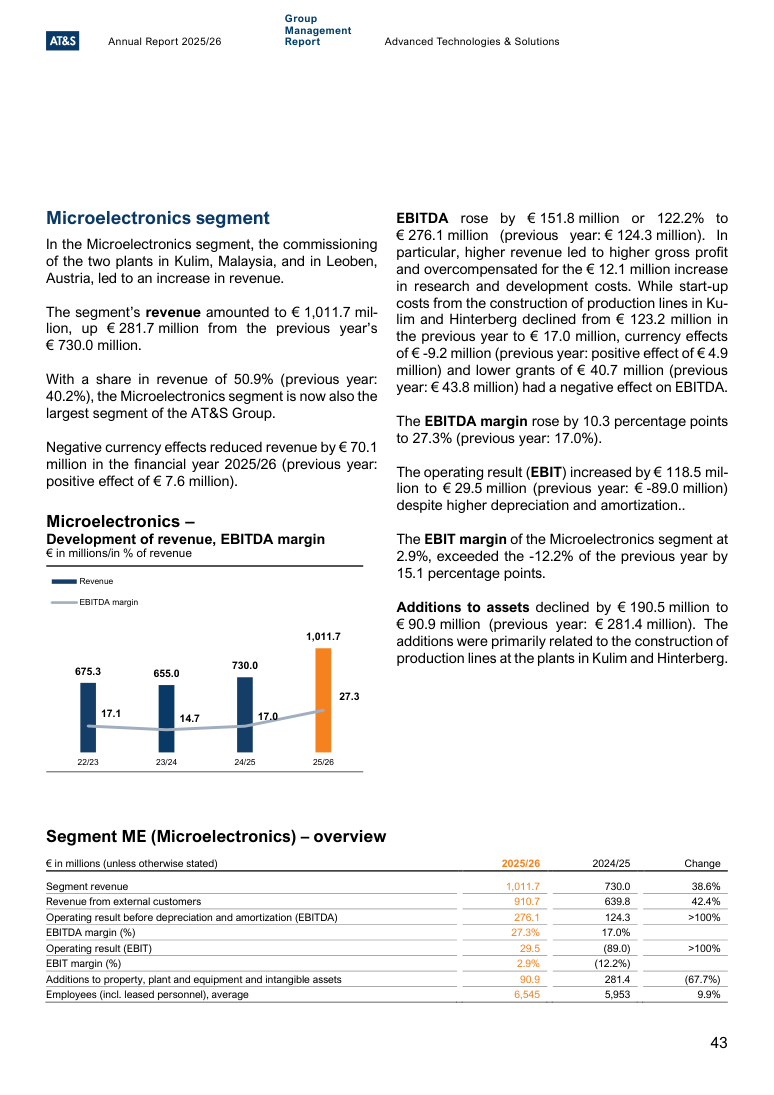 AT&S
Annual Report 2025/26
Group
Management
Report
Advanced Technologies & Solutions
Microelectronics segment
In the Microelectronics segment, the commissioning
of the two plants in Kulim, Malaysia, and in Leoben,
Austria, led to an increase in revenue.
The segment’s revenue amounted to € 1,011.7 mil-
lion, up € 281.7 million from the previous year’s
€ 730.0 million.
With a share in revenue of 50.9% (previous year:
40.2%), the Microelectronics segment is now also the
largest segment of the AT&S Group.
Negative currency effects reduced revenue by € 70.1
million in the financial year 2025/26 (previous year:
positive effect of € 7.6 million).
Microelectronics –
Development of revenue, EBITDA margin
€ in millions/in % of revenue
Revenue
EBITDA margin
1,011.7
675.3
655.0
730.0
27.3
17.1
14.7
17.0
22/23
23/24
24/25
25/26
EBITDA rose by € 151.8 million or 122.2% to
€ 276.1 million (previous year: € 124.3 million). In
particular, higher revenue led to higher gross profit
and overcompensated for the € 12.1 million increase
in research and development costs. While start-up
costs from the construction of production lines in Ku-
lim and Hinterberg declined from € 123.2 million in
the previous year to € 17.0 million, currency effects
of € -9.2 million (previous year: positive effect of € 4.9
million) and lower grants of € 40.7 million (previous
year: € 43.8 million) had a negative effect on EBITDA.
The EBITDA margin rose by 10.3 percentage points
to 27.3% (previous year: 17.0%).
The operating result (EBIT) increased by € 118.5 mil-
lion to € 29.5 million (previous year: € -89.0 million)
despite higher depreciation and amortization..
The EBIT margin of the Microelectronics segment at
2.9%, exceeded the -12.2% of the previous year by
15.1 percentage points.
Additions to assets declined by € 190.5 million to
€ 90.9 million (previous year: € 281.4 million). The
additions were primarily related to the construction of
production lines at the plants in Kulim and Hinterberg.
Segment ME (Microelectronics) – overview
€ in millions (unless otherwise stated) 2025/26 2024/25 Change
Segment revenue 1,011.7 730.0 38.6%
Revenue from external customers 910.7 639.8 42.4%
Operating result before depreciation and amortization (EBITDA) 276.1 124.3 >100%
EBITDA margin (%) 27.3% 17.0%
Operating result (EBIT) 29.5 (89.0) >100%
EBIT margin (%) 2.9% (12.2%)
Additions to property, plant and equipment and intangible assets 90.9 281.4 (67.7%)
Employees (incl. leased personnel), average 6,545 5,953 9.9%
43